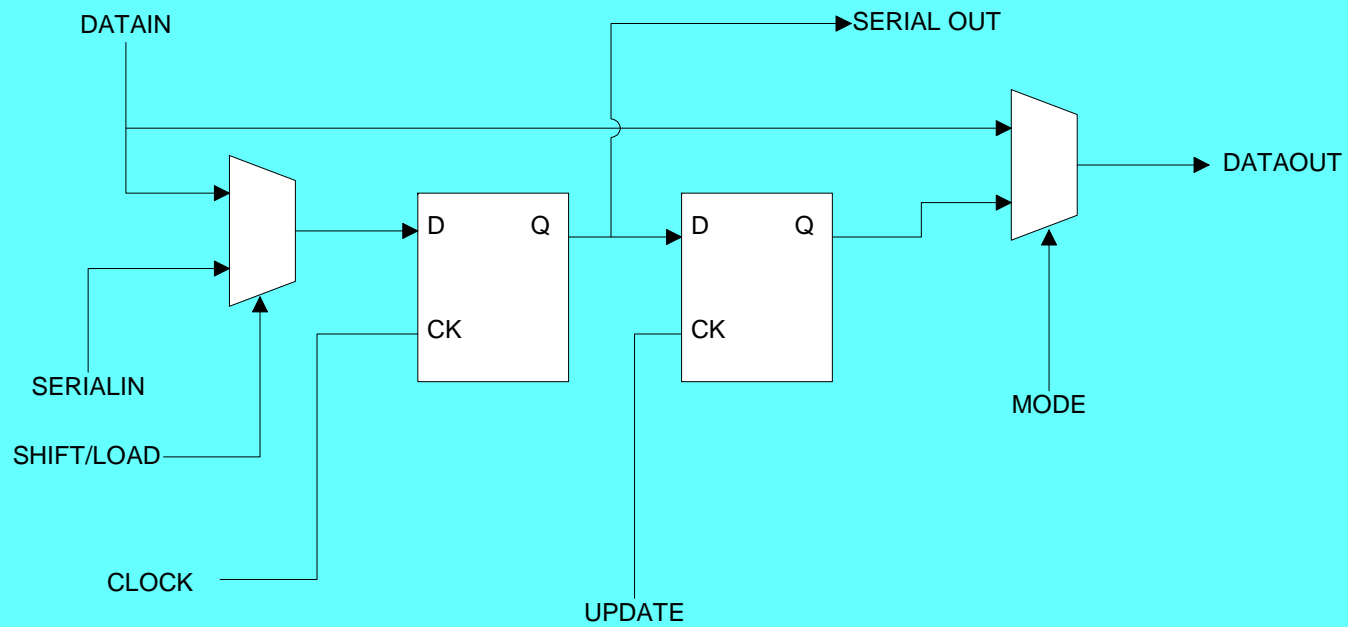 DATAIN
SERIAL OUT
DATAOUT
D
Q
D
Q
CK
CK
SERIALIN
MODE
SHIFT/LOAD
CLOCK
UPDATE